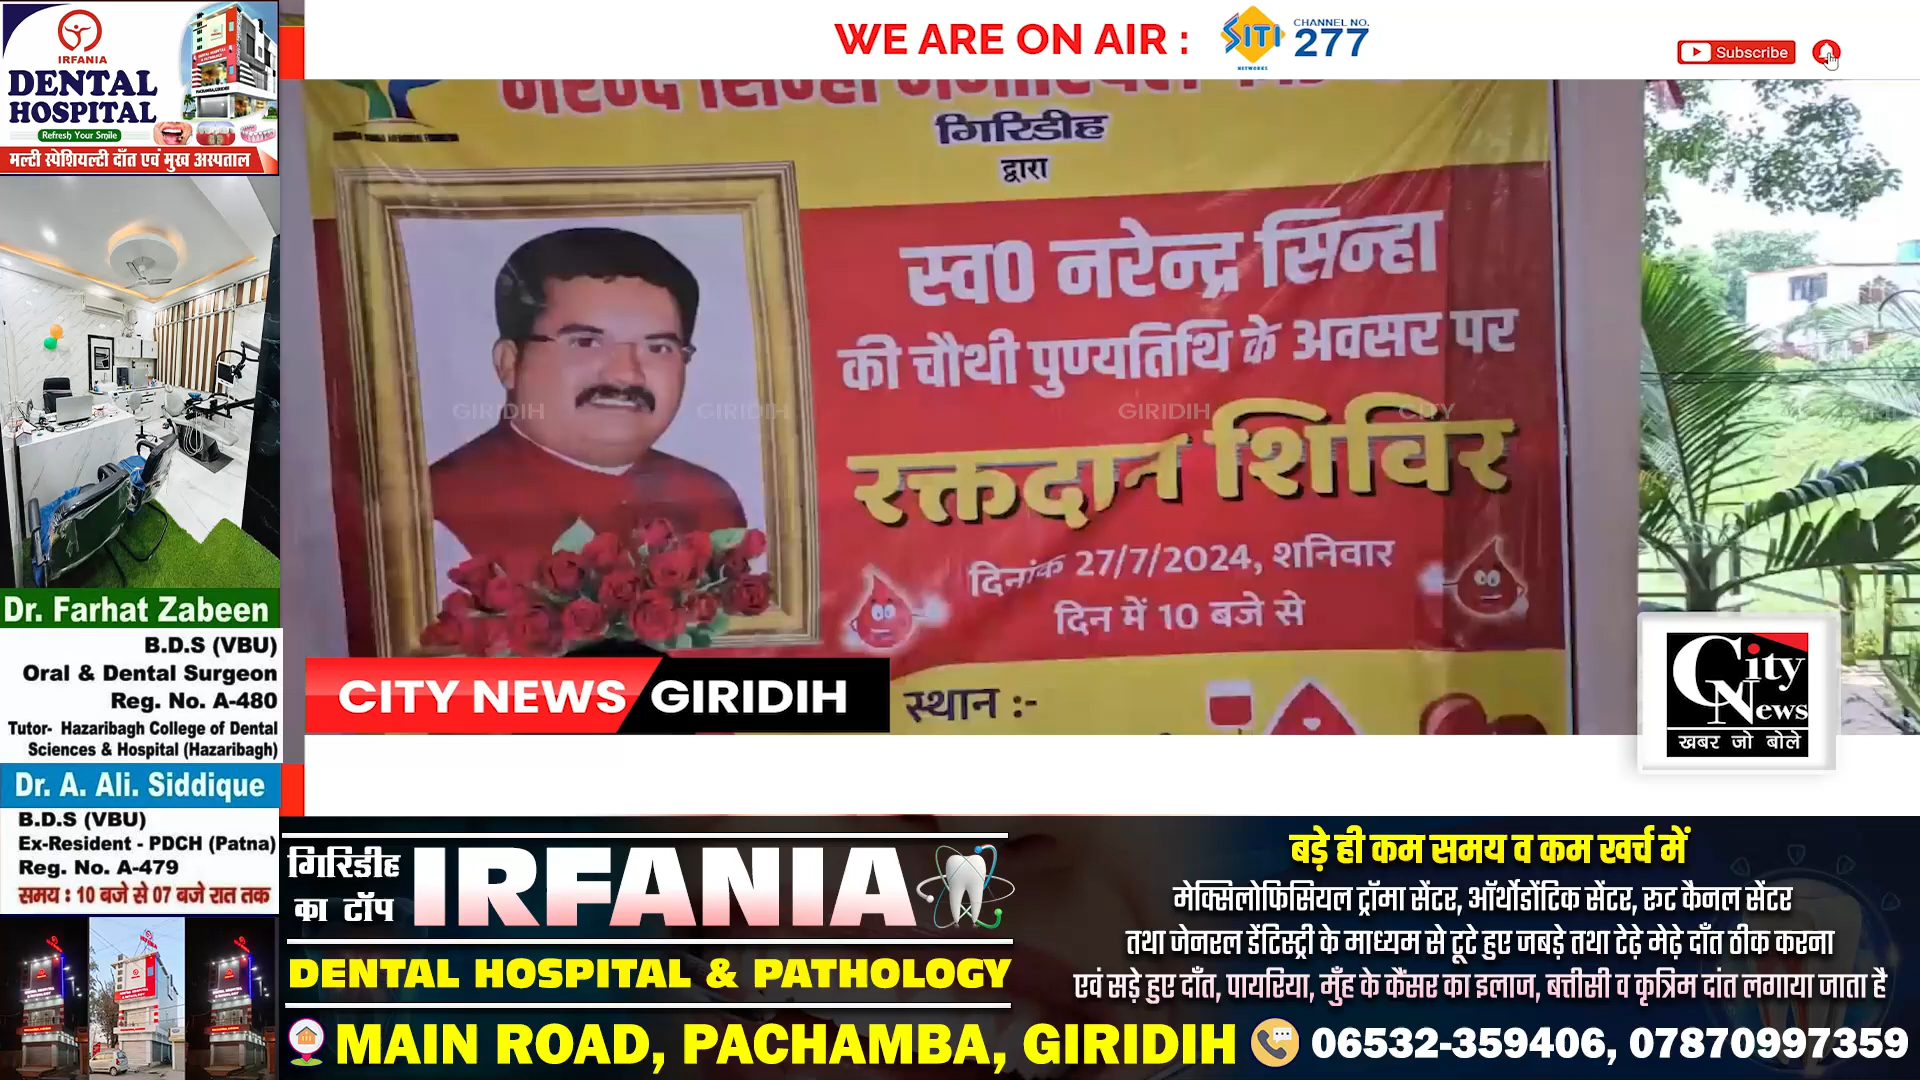 IRFANIA
DENTAL
HOSPITAL
Refresh Your Smile
मल्टी स्पेशियल्टी दाँत एवं मुख अस्पताल
Dr. Farhat Zabeen
B.D.S (VBU)
Oral & Dental Surgeon
Reg. No. A-480
Tutor- Hazaribagh College of Dental
Sciences & Hospital (Hazaribagh)
Dr. A. Ali. Siddique
B.D.S (VBU)
Ex-Resident - PDCH (Patna)
Reg. No. A-479
समय : 10 बजे से 07 बजे रात तक
WE ARE ON AIR :
SITI
NETWORKS
CHANNEL NO.
277
Subscribe
गिरिडीह
द्वारा
स्व0 नरेन्द्र सिन्हा
की चौथी पुण्यतिथि के अवसर पर
रक्तदान शिविर
दिनांक 27/7/2024, शनिवार
दिन में 10 बजे से
स्थान :-
GIRIDIH GIRIDIH GIRIDIH CITY
CITY NEWS GIRIDIH
City
News
खबर जो बोले
गिरिडीह
का टॉप
IRFANIA
DENTAL HOSPITAL & PATHOLOGY
बड़े ही कम समय व कम खर्च में
मेक्सिलोफिसियल ट्रॉमा सेंटर, ऑर्थोडोंटिक सेंटर, रूट कैनल सेंटर
तथा जेनरल डेंटिस्ट्री के माध्यम से टूटे हुए जबड़े तथा टेढ़े मेढ़े दाँत ठीक करना
एवं सड़े हुए दाँत, पायरिया, मुँह के कैंसर का इलाज, बत्तीसी व कृत्रिम दांत लगाया जाता है
MAIN ROAD, PACHAMBA, GIRIDIH
06532-359406, 07870997359